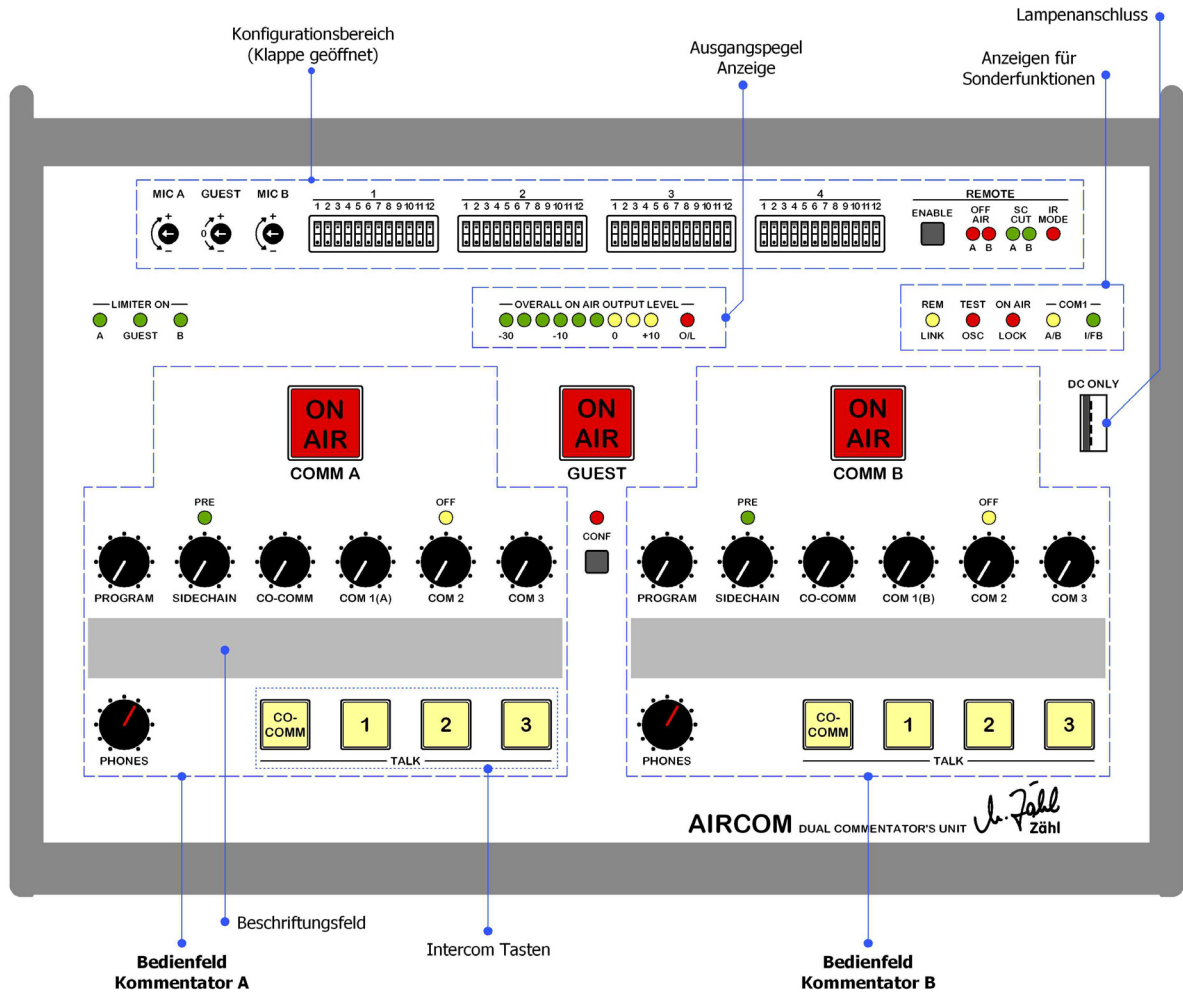 Lampenanschluss
Konfigurationsbereich
(Klappe geöffnet)
Ausgangspegel
Anzeige
Anzeigen für
Sonderfunktionen
MIC A GUEST MIC B 1 2 3 4 REMOTE
+ + +
0
− − −
1 2 3 4 5 6 7 8 9 10 11 12
1 2 3 4 5 6 7 8 9 10 11 12
1 2 3 4 5 6 7 8 9 10 11 12
1 2 3 4 5 6 7 8 9 10 11 12
ENABLE
OFF
AIR
A B
SC
CUT
A B
IR
MODE
LIMITER ON
A GUEST B
OVERALL ON AIR OUTPUT LEVEL
-30 -10 0 +10 O/L
REM TEST ON AIR COM1
LINK OSC LOCK A/B I/FB
DC ONLY
ON
AIR
COMM A
ON
AIR
GUEST
ON
AIR
COMM B
PRE OFF
CONF
PRE OFF
PROGRAM SIDECHAIN CO-COMM COM 1(A) COM 2 COM 3
PROGRAM SIDECHAIN CO-COMM COM 1(B) COM 2 COM 3
PHONES
CO-
COMM
1 2 3
TALK
PHONES
CO-
COMM
1 2 3
TALK
AIRCOM DUAL COMMENTATOR'S UNIT M. Zähl
Zähl
Beschriftungsfeld
Intercom Tasten
Bedienfeld
Kommentator A
Bedienfeld
Kommentator B